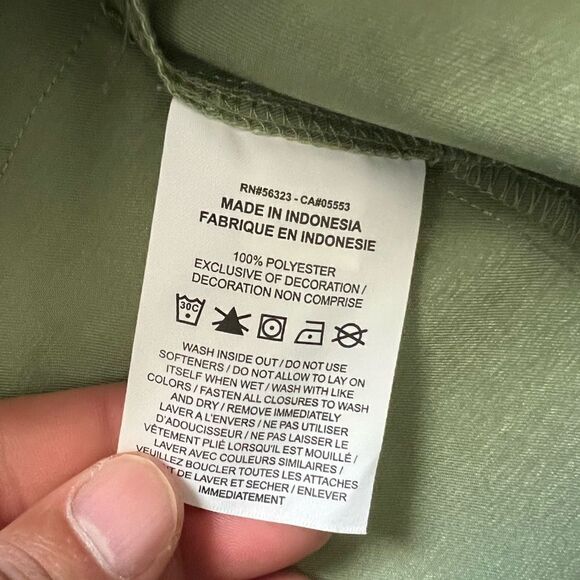 RN#56323 - CA#05553
MADE IN INDONESIA
FABRIQUE EN INDONESIE
100% POLYESTER
EXCLUSIVE OF DECORATION /
DECORATION NON COMPRISE
30C
WASH INSIDE OUT / DO NOT USE
SOFTENERS / DO NOT ALLOW TO LAY ON
ITSELF WHEN WET / WASH WITH LIKE
COLORS / FASTEN ALL CLOSURES TO WASH
AND DRY / REMOVE IMMEDIATELY
LAVER A L'ENVERS / NE PAS UTILISER
D'ADOUCISSEUR / NE PAS LAISSER LE
VÊTEMENT PLIÉ LORSQU'IL EST MOUILLÉ /
LAVER AVEC COULEURS SIMILAIRES /
VEUILLEZ BOUCLER TOUTES LES ATTACHES
DE LAVER ET SECHER / ENLEVER
IMMEDIATEMENT